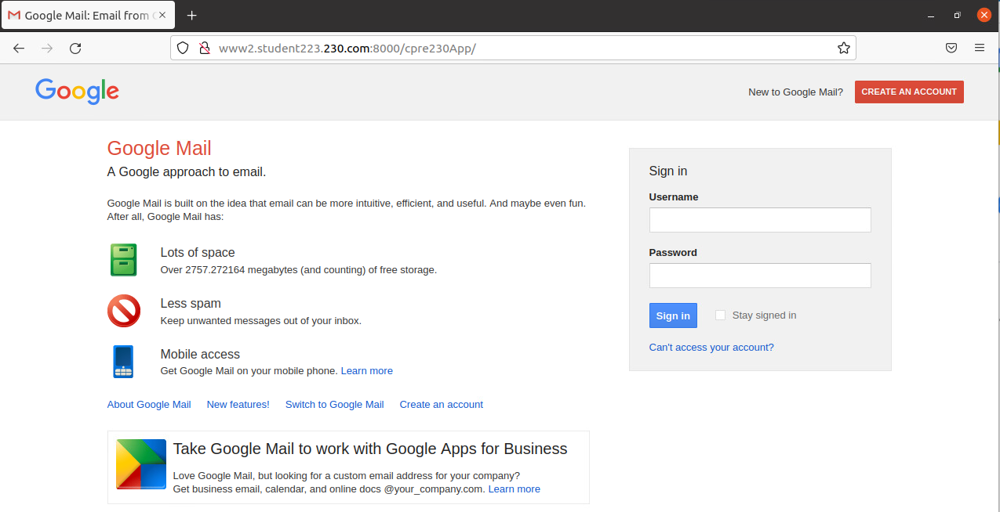 Google Mail: Email from G
www2.student223.230.com:8000/cpre230App/
Google
New to Google Mail?
CREATE AN ACCOUNT
Google Mail
A Google approach to email.
Google Mail is built on the idea that email can be more intuitive, efficient, and useful. And maybe even fun.
After all, Google Mail has:
Lots of space
Over 2757.272164 megabytes (and counting) of free storage.
Less spam
Keep unwanted messages out of your inbox.
Mobile access
Get Google Mail on your mobile phone. Learn more
About Google Mail New features! Switch to Google Mail Create an account
Take Google Mail to work with Google Apps for Business
Love Google Mail, but looking for a custom email address for your company?
Get business email, calendar, and online docs @your_company.com. Learn more
Sign in
Username
Password
Sign in
Stay signed in
Can't access your account?